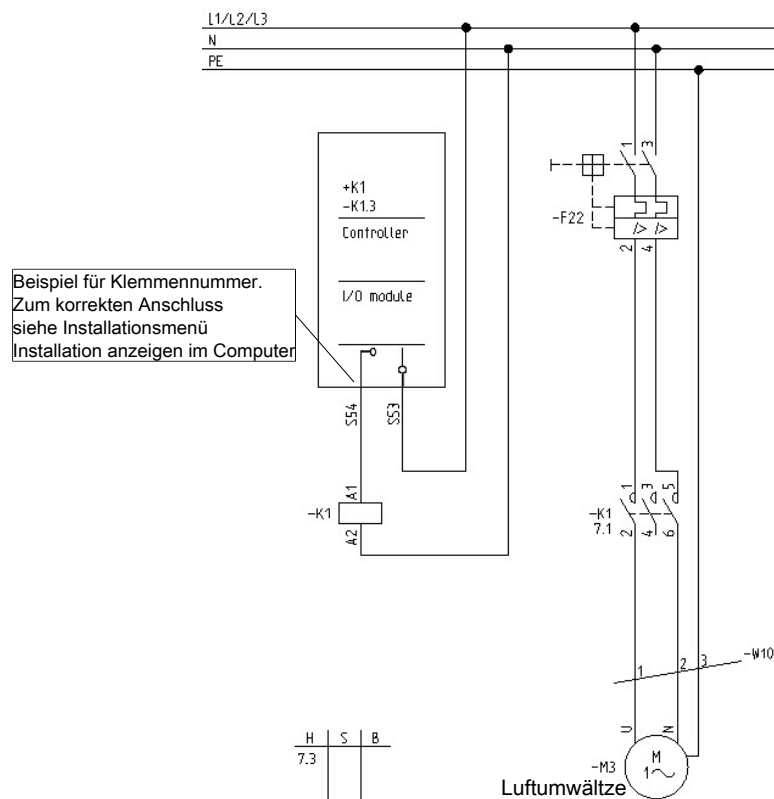 L1/L2/L3
N
PE
+K1
-K1.3
Controller
I/O module
Beispiel für Klemmennummer.
Zum korrekten Anschluss
siehe Installationsmenü
Installation anzeigen im Computer
S54
S53
A1
-K1
A2
1
3
-F22
2
4
1
3
5
-K1
7.1
2
4
6
-W10
1
2
3
U
N
-M3
M
1~
Luftumwältze
H S B
7.3